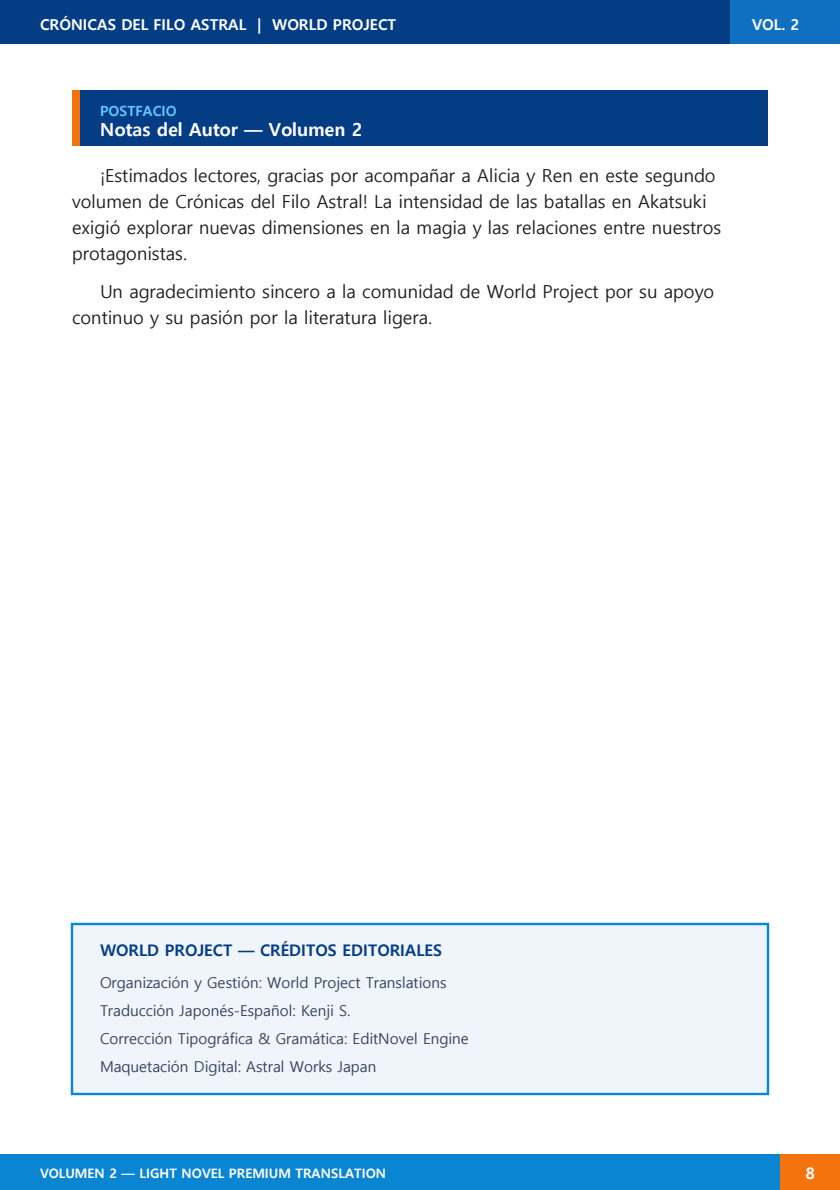 CRÓNICAS DEL FILO ASTRAL | WORLD PROJECT
VOL. 2
POSTFACIO
Notas del Autor — Volumen 2
¡Estimados lectores, gracias por acompañar a Alicia y Ren en este segundo
volumen de Crónicas del Filo Astral! La intensidad de las batallas en Akatsuki
exigió explorar nuevas dimensiones en la magia y las relaciones entre nuestros
protagonistas.
Un agradecimiento sincero a la comunidad de World Project por su apoyo
continuo y su pasión por la literatura ligera.
WORLD PROJECT — CRÉDITOS EDITORIALES
Organización y Gestión: World Project Translations
Traducción Japonés-Español: Kenji S.
Corrección Tipográfica & Gramática: EditNovel Engine
Maquetación Digital: Astral Works Japan
VOLUMEN 2 — LIGHT NOVEL PREMIUM TRANSLATION
8